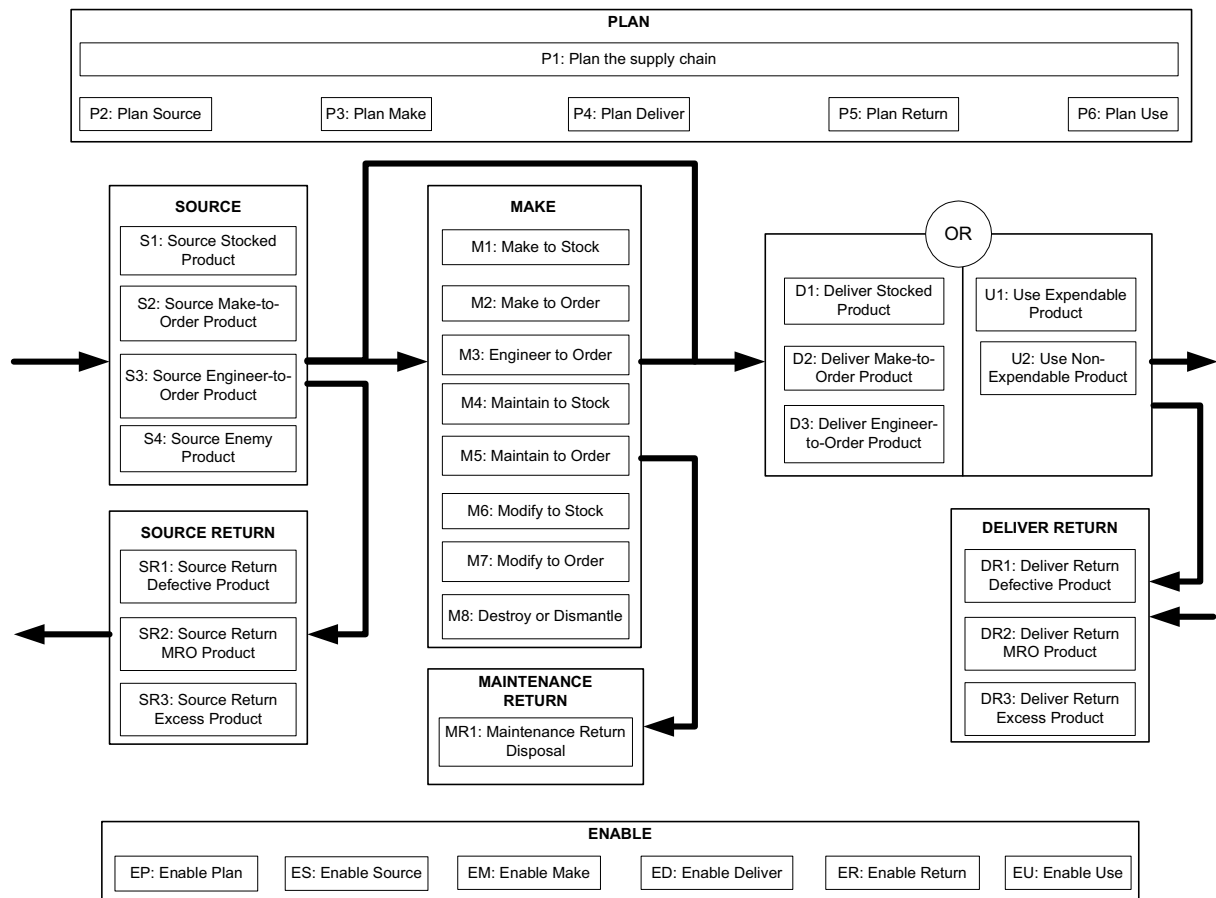 PLAN
P1: Plan the supply chain
P2: Plan Source
P3: Plan Make
P4: Plan Deliver
P5: Plan Return
P6: Plan Use
SOURCE
S1: Source Stocked
Product
S2: Source Make-to-
Order Product
S3: Source Engineer-to-
Order Product
S4: Source Enemy
Product
MAKE
M1: Make to Stock
M2: Make to Order
M3: Engineer to Order
M4: Maintain to Stock
M5: Maintain to Order
M6: Modify to Stock
M7: Modify to Order
M8: Destroy or Dismantle
OR
D1: Deliver Stocked
Product
D2: Deliver Make-to-
Order Product
D3: Deliver Engineer-
to-Order Product
U1: Use Expendable
Product
U2: Use Non-
Expendable Product
SOURCE RETURN
SR1: Source Return
Defective Product
SR2: Source Return
MRO Product
SR3: Source Return
Excess Product
MAINTENANCE
RETURN
MR1: Maintenance Return
Disposal
DELIVER RETURN
DR1: Deliver Return
Defective Product
DR2: Deliver Return
MRO Product
DR3: Deliver Return
Excess Product
ENABLE
EP: Enable Plan
ES: Enable Source
EM: Enable Make
ED: Enable Deliver
ER: Enable Return
EU: Enable Use